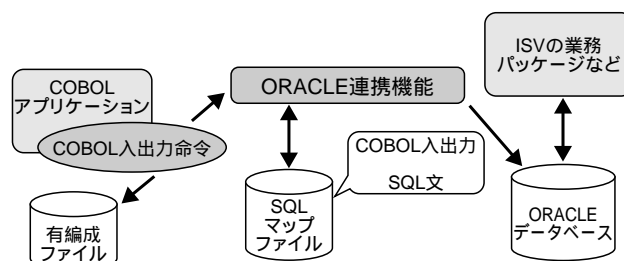 COBOL
アプリケーション
COBOL入出力命令
有編成
ファイル
ORACLE連携機能
SQL
マップ
ファイル
COBOL入出力
SQL文
ISVの業務
パッケージなど
ORACLE
データベース